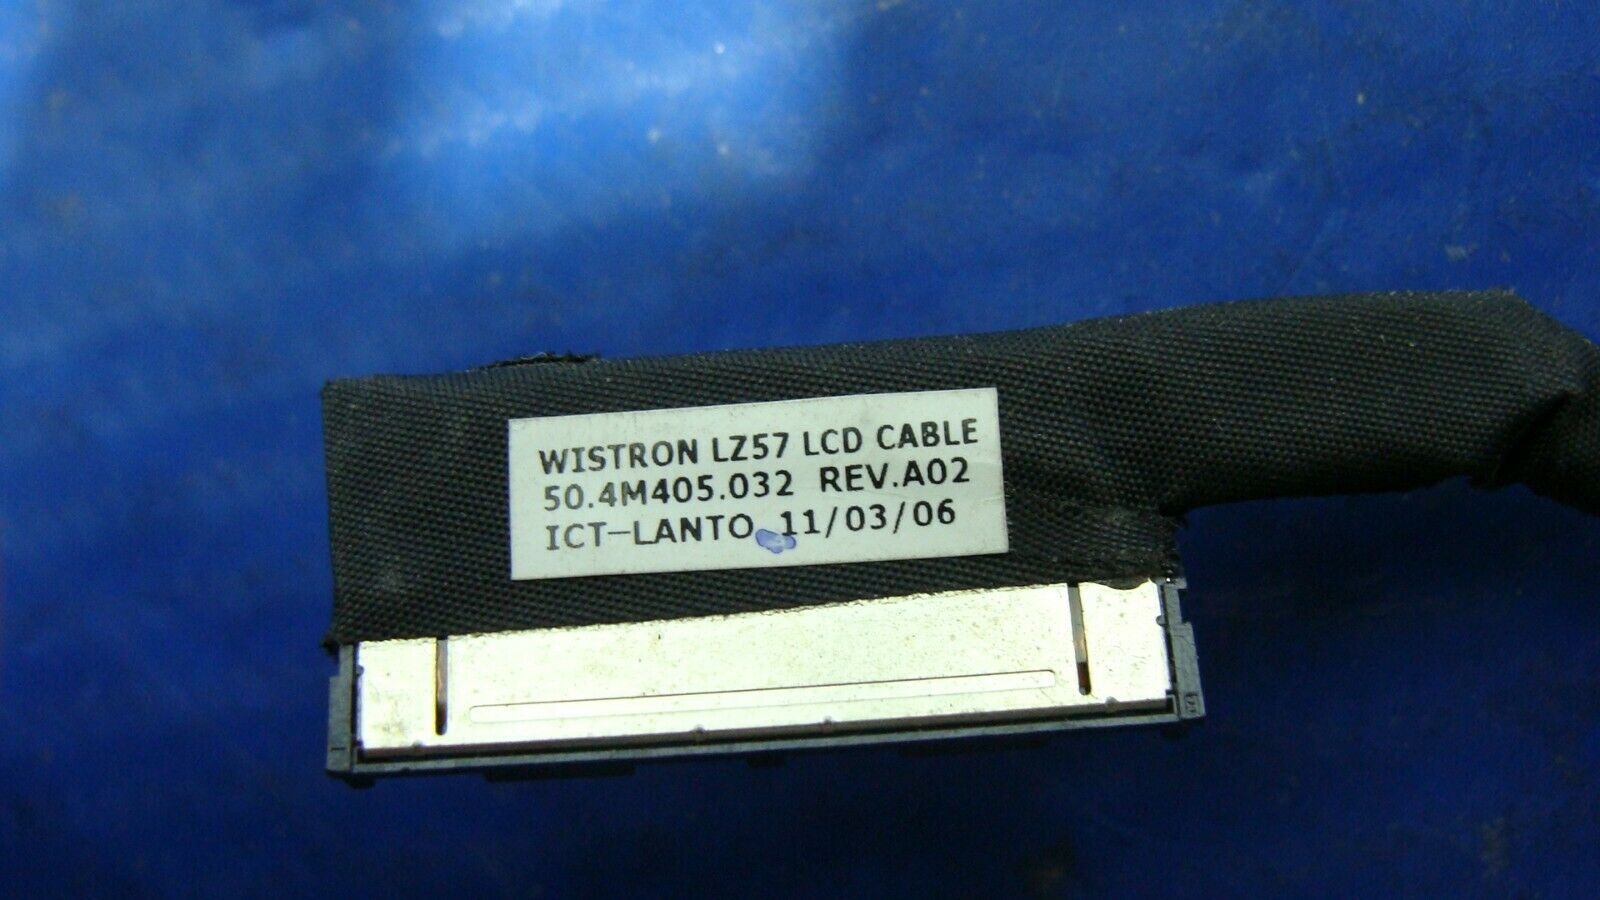 WISTRON LZ57 LCD CABLE
50.4M405.032 REV.A02
ICT-LANTO 11/03/06